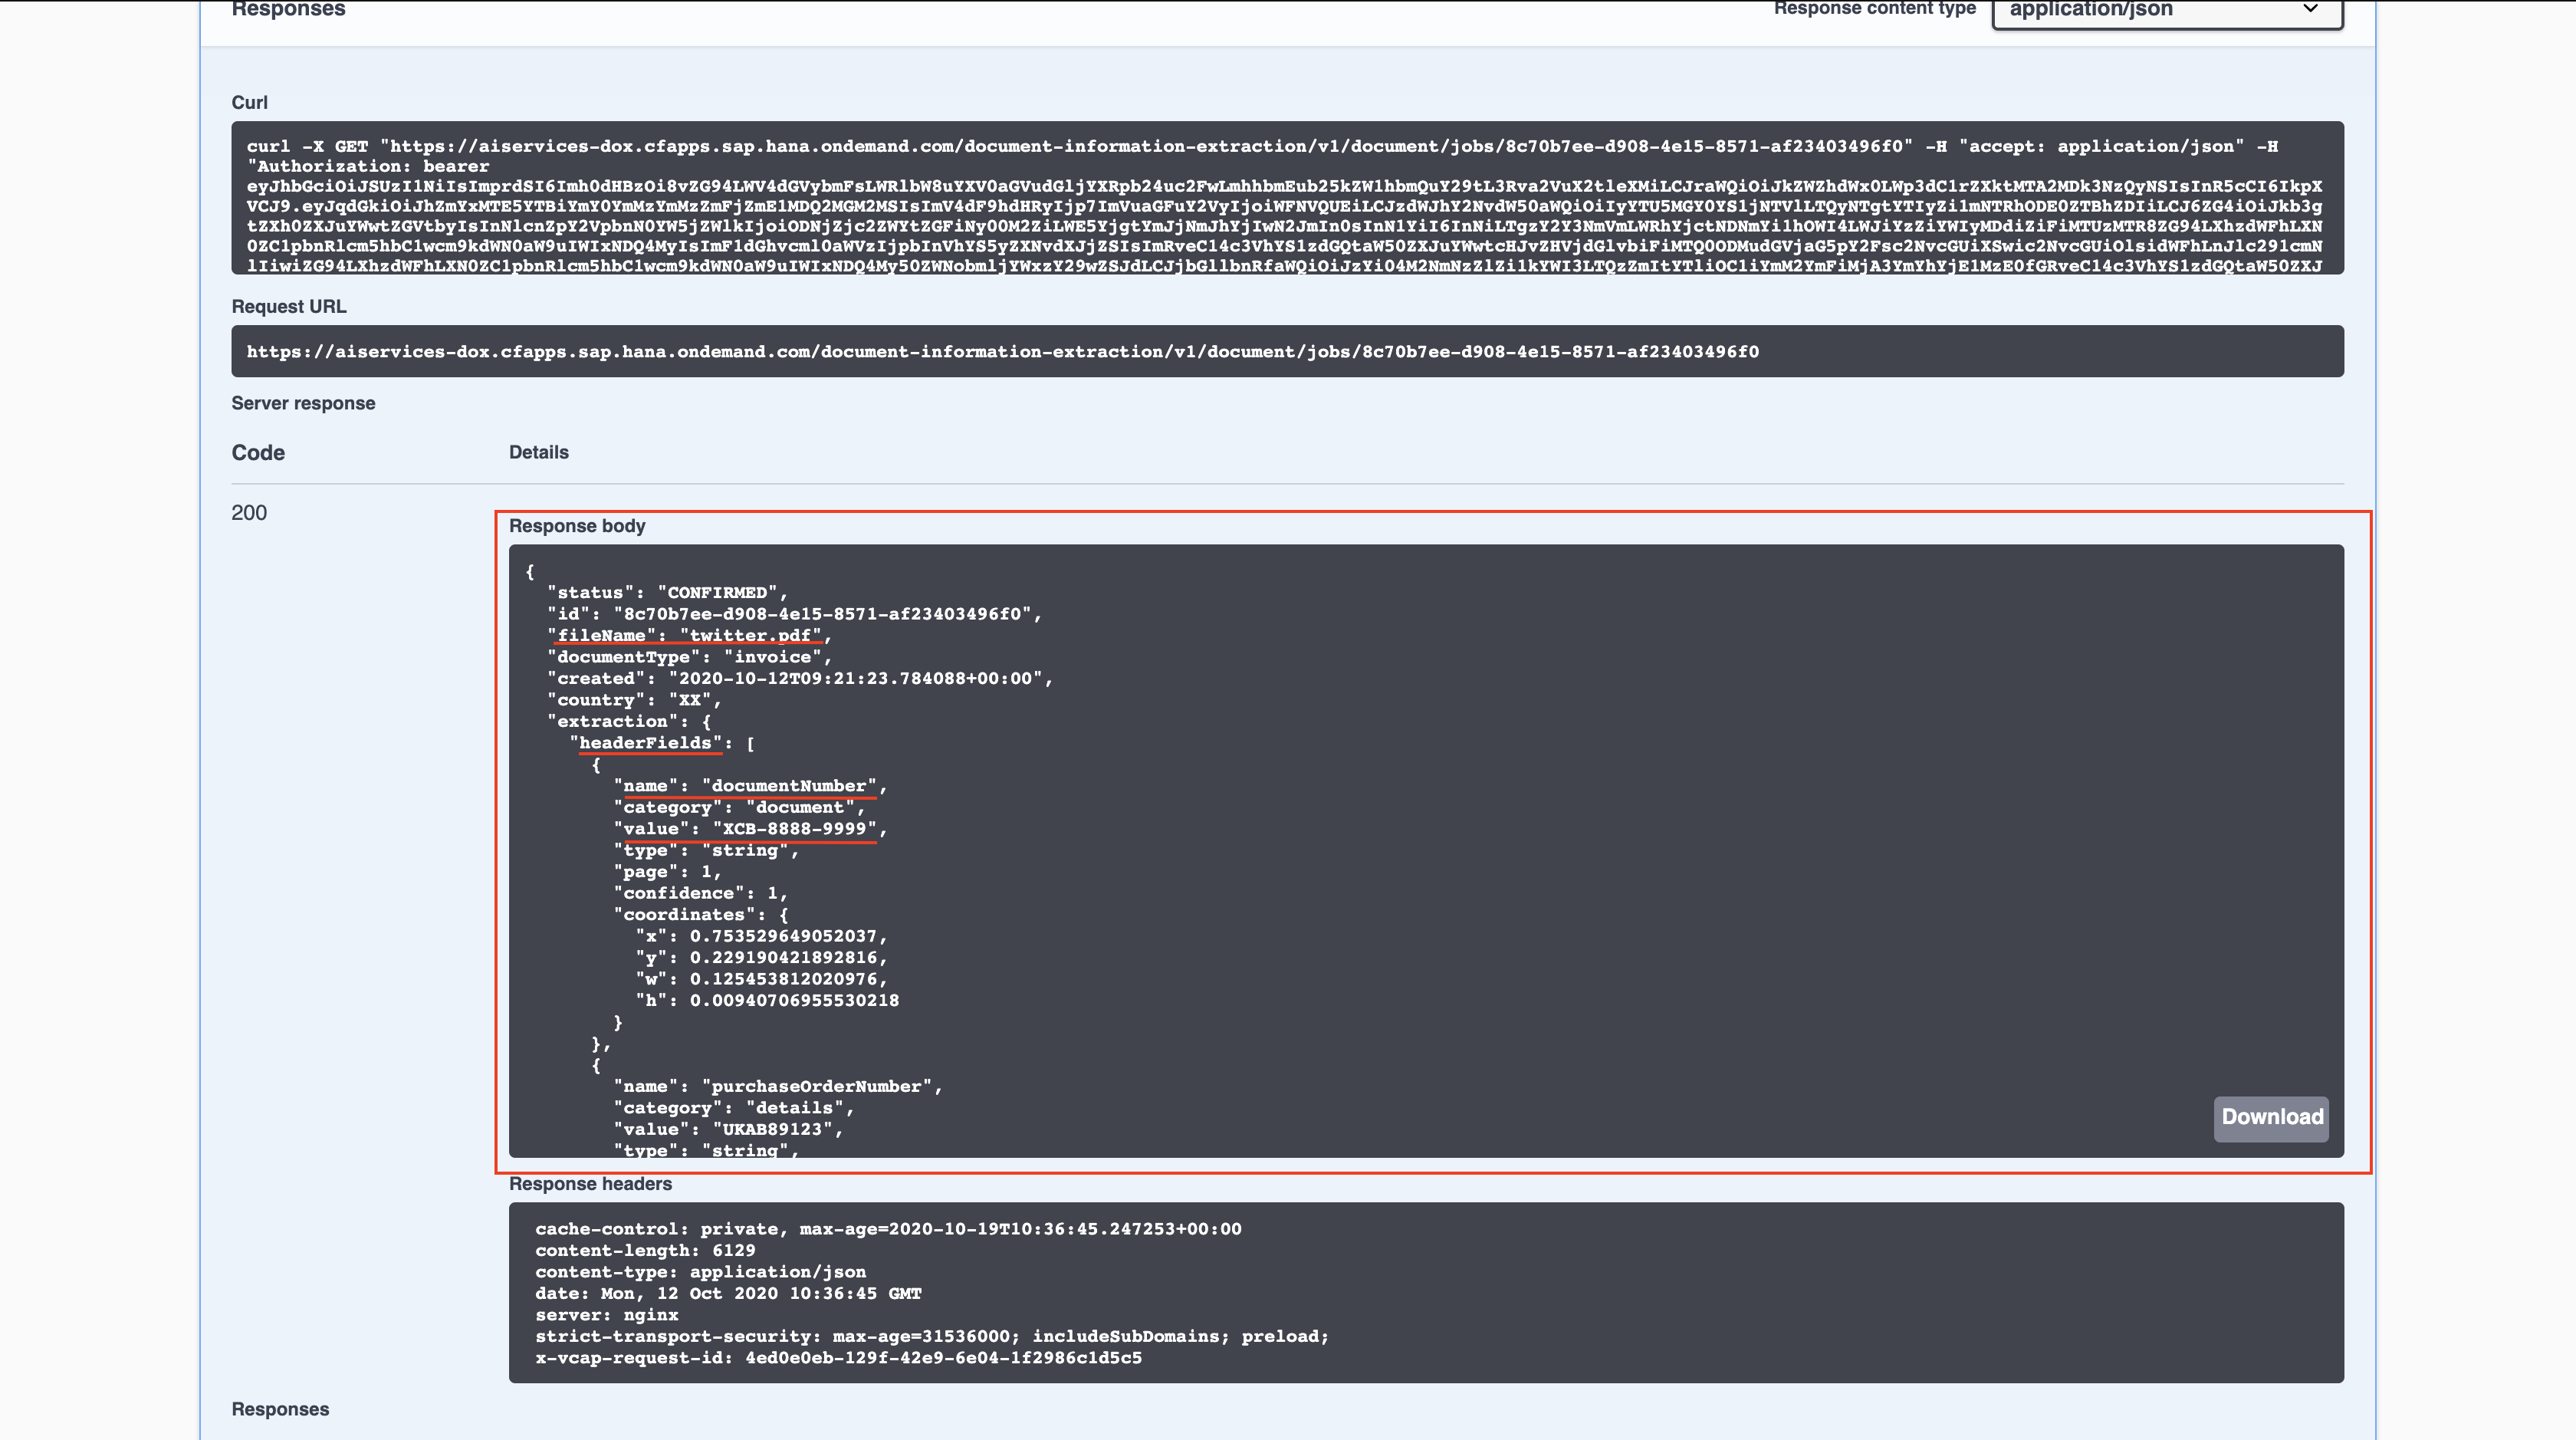 Responses
Response content type
application/json
Curl
curl -X GET "https://aiservices-dox.cfapps.sap.hana.ondemand.com/document-information-extraction/v1/document/jobs/8c70b7ee-d908-4e15-8571-af23403496f0" -H "accept: application/json" -H
"Authorization: bearer
Request URL
https://aiservices-dox.cfapps.sap.hana.ondemand.com/document-information-extraction/v1/document/jobs/8c70b7ee-d908-4e15-8571-af23403496f0
Server response
Code
Details
200
Response body
{
"status": "CONFIRMED",
"id": "8c70b7ee-d908-4e15-8571-af23403496f0",
"fileName": "twitter.pdf",
"documentType": "invoice",
"created": "2020-10-12T09:21:23.784088+00:00",
"country": "XX",
"extraction": {
"headerFields": [
{
"name": "documentNumber",
"category": "document",
"value": "XCB-8888-9999",
"type": "string",
"page": 1,
"confidence": 1,
"coordinates": {
"x": 0.753529649052037,
"y": 0.229190421892816,
"w": 0.125453812020976,
"h": 0.00940706955530218
}
},
{
"name": "purchaseOrderNumber",
"category": "details",
"value": "UKAB89123",
"type": "string",
Download
Response headers
cache-control: private, max-age=2020-10-19T10:36:45.247253+00:00
content-length: 6129
content-type: application/json
date: Mon, 12 Oct 2020 10:36:45 GMT
server: nginx
strict-transport-security: max-age=31536000; includeSubDomains; preload;
x-vcap-request-id: 4ed0e0eb-129f-42e9-6e04-1f2986c1d5c5
Responses